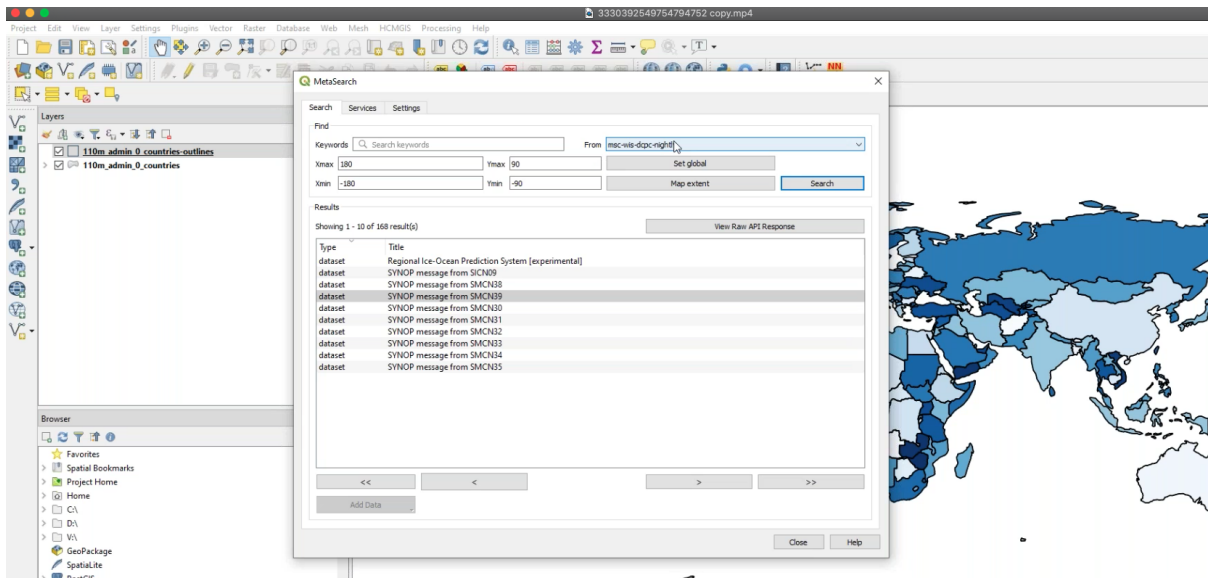 3330392549754794752 copy.mp4
Project Edit View Layer Settings Plugins Vector Raster Database Web Mesh HCMGIS Processing Help
MetaSearch
Search Services Settings
Find
Keywords Search keywords From msc-wis-dcpc-nightl
Xmax 180 Ymax 90 Set global
Xmin -180 Ymin -90 Map extent Search
Results
Showing 1 - 10 of 168 result(s) View Raw API Response
Type Title
dataset Regional Ice-Ocean Prediction System [experimental]
dataset SYNOP message from SICN09
dataset SYNOP message from SMCN38
dataset SYNOP message from SMCN39
dataset SYNOP message from SMCN30
dataset SYNOP message from SMCN31
dataset SYNOP message from SMCN32
dataset SYNOP message from SMCN33
dataset SYNOP message from SMCN34
dataset SYNOP message from SMCN35
<< < > >>
Add Data
Close Help
Layers
110m_admin_0_countries-outlines
110m_admin_0_countries
Browser
Favorites
Spatial Bookmarks
Project Home
Home
C:\
D:\
V:\
GeoPackage
SpatiaLite
PostGIS